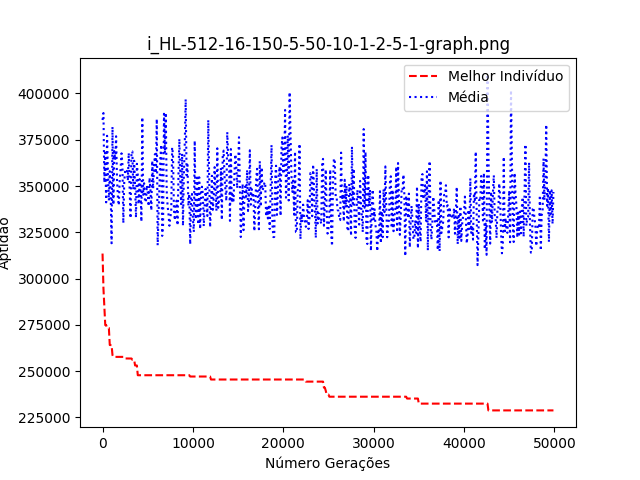 i_HL-512-16-150-5-50-10-1-2-5-1-graph.png
Melhor Indivíduo
Média
400000
375000
350000
325000
300000
275000
250000
225000
Aptidão
0
10000
20000
30000
40000
50000
Número Gerações